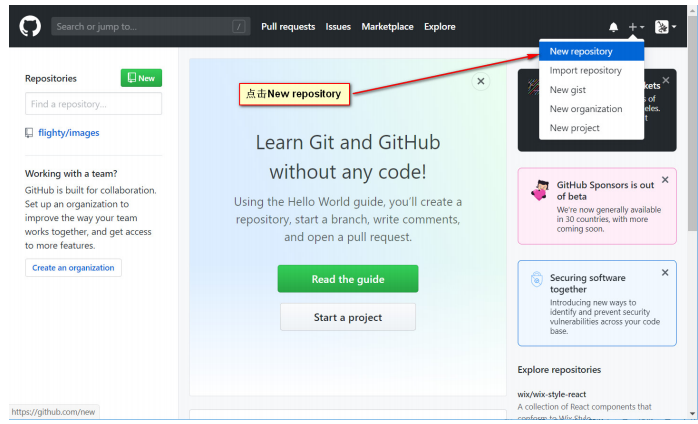 Search or jump to...
/
Pull requests Issues Marketplace Explore
New repository
Import repository
New gist
New organization
New project
Repositories
New
Find a repository...
flighty/images
Working with a team?
GitHub is built for collaboration.
Set up an organization to
improve the way your team
works together, and get access
to more features.
Create an organization
点击New repository
Learn Git and GitHub
without any code!
Using the Hello World guide, you'll create a
repository, start a branch, write comments,
and open a pull request.
Read the guide
Start a project
kets
s of
eles.
t
GitHub Sponsors is out
of beta
We're now generally available
in 30 countries, with more
coming soon.
Securing software
together
Introducing new ways to
identify and prevent security
vulnerabilities across your code
base.
Explore repositories
wix/wix-style-react
A collection of React components that
conform to Wix Style
https://github.com/new